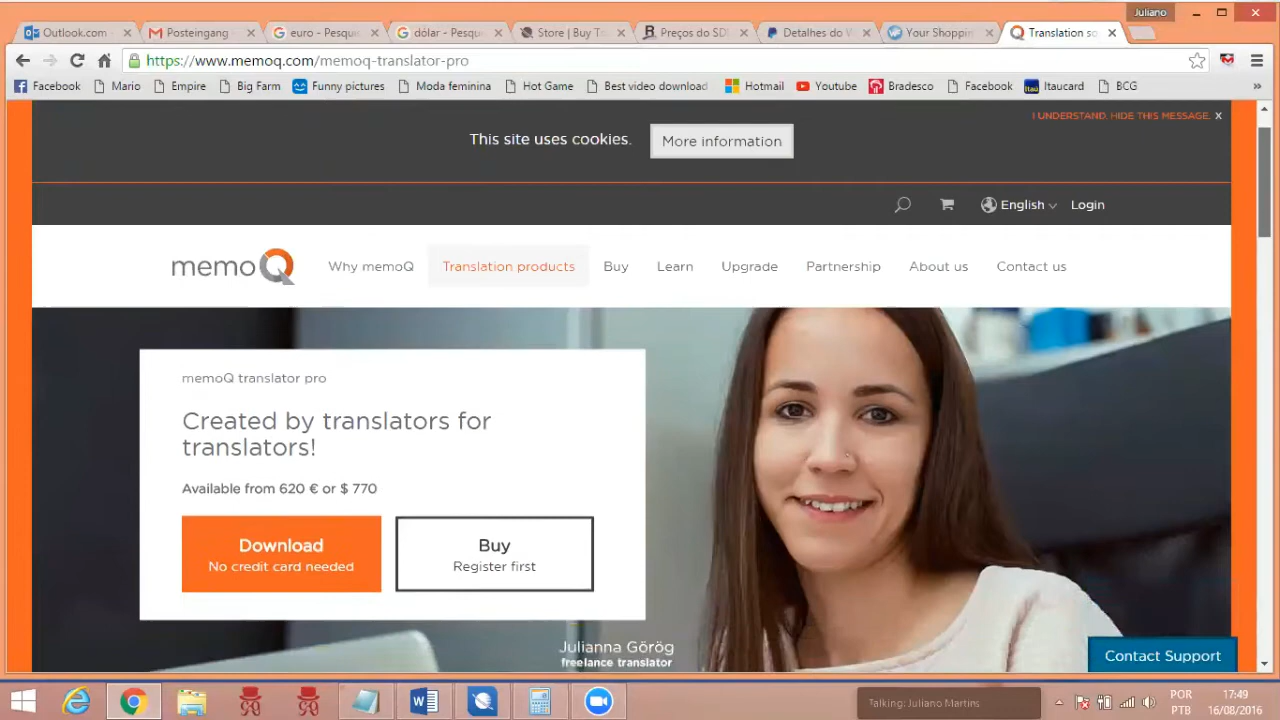 Juliano
Outlook.com
Posteingang
euro - Pesque
dólar - Pesqu
Store | Buy T
Preços do SD
Detalhes do V
Your Shoppin
Translation so
https://www.memoq.com/memoq-translator-pro
Facebook
Mario
Empire
Big Farm
Funny pictures
Moda feminina
Hot Game
Best video download
Hotmail
Youtube
Bradesco
Facebook
Itaú
Itaucard
BCG
»
I UNDERSTAND. HIDE THIS MESSAGE. X
This site uses cookies.
More information
English
Login
memoQ
Why memoQ
Translation products
Buy
Learn
Upgrade
Partnership
About us
Contact us
memoQ translator pro
Created by translators for
translators!
Available from 620 € or $ 770
Download
No credit card needed
Buy
Register first
Julianna Görög
freelance translator
Contact Support
Talking: Juliano Martins
POR
PTB
17:49
16/08/2016